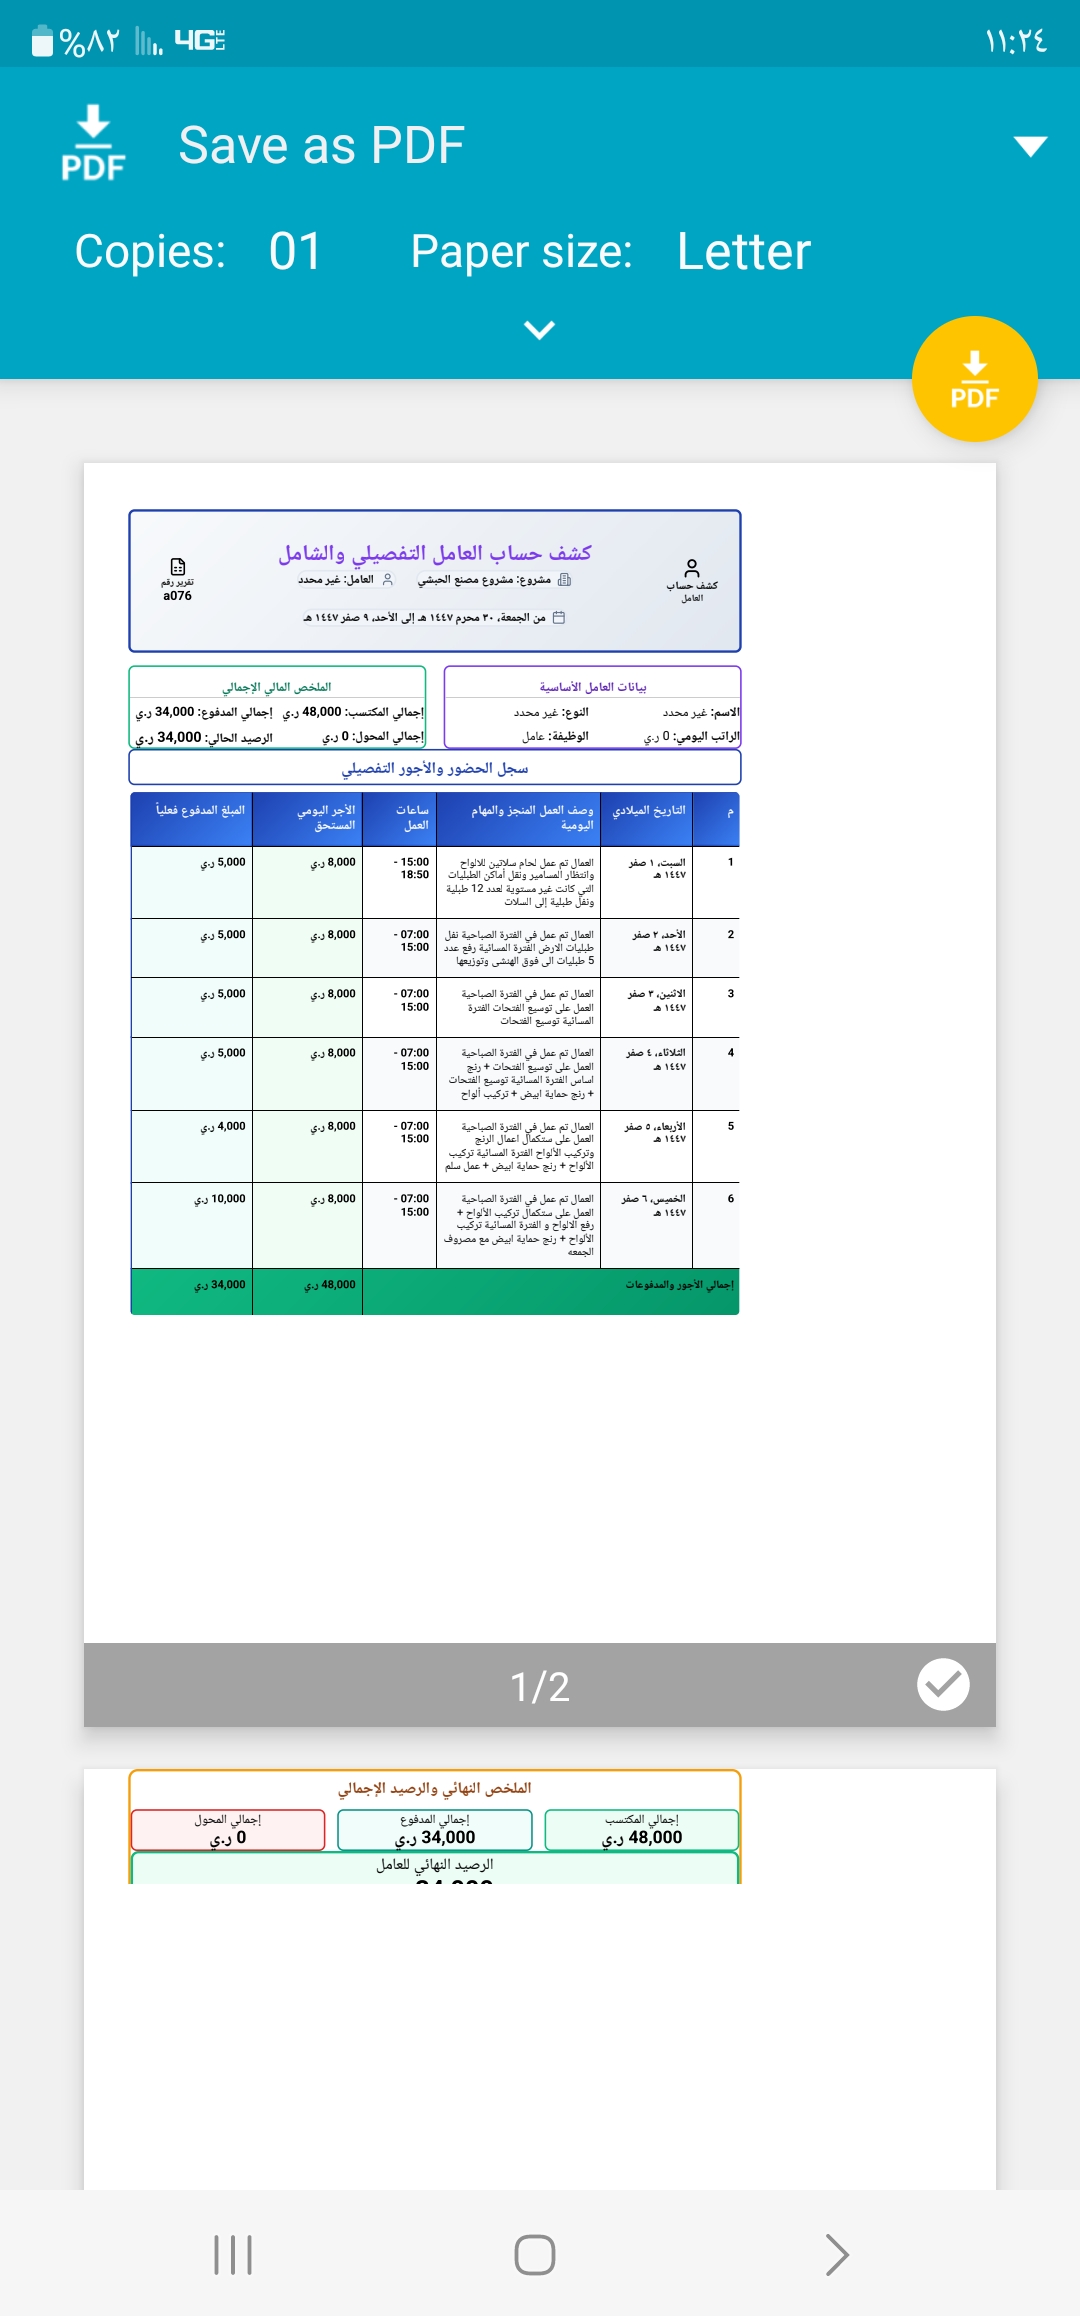 %٨٢ 4G LTE ١١:٢٤
PDF Save as PDF
Copies: 01 Paper size: Letter
PDF
كشف حساب العامل التفصيلي والشامل
كشف حساب
العامل
مشروع: مشروع مصنع الحبشي
العامل: غير محدد
من الجمعة، ٣٠ محرم ١٤٤٧ هـ إلى الأحد، ٩ صفر ١٤٤٧ هـ
تقرير رقم
a076
بيانات العامل الأساسية
الاسم: غير محدد النوع: غير محدد
الراتب اليومي: 0 ر.ي الوظيفة: عامل
الملخص المالي الإجمالي
إجمالي المكتسب: 48,000 ر.ي إجمالي المدفوع: 34,000 ر.ي
إجمالي المحول: 0 ر.ي الرصيد الحالي: 34,000 ر.ي
سجل الحضور والأجور التفصيلي
م التاريخ الميلادي وصف العمل المنجز والمهام اليومية ساعات العمل الأجر اليومي المستحق المبلغ المدفوع فعلياً
1 السبت، ١ صفر ١٤٤٧ هـ
العمال تم عمل لحام سلاتين للالواح
وانتظار المسامير ونقل أماكن الطبليات
التي كانت غير مستوية لعدد 12 طبلية
ونقل طبلية إلى السلات
15:00 - 18:50 8,000 ر.ي 5,000 ر.ي
2 الأحد، ٢ صفر ١٤٤٧ هـ
العمال تم عمل في الفترة الصباحية نقل
طبليات الارض الفترة المسائية رفع عدد
5 طبليات الى فوق الهنشي وتوزيعها
07:00 - 15:00 8,000 ر.ي 5,000 ر.ي
3 الاثنين، ٣ صفر ١٤٤٧ هـ
العمال تم عمل في الفترة الصباحية
العمل على توسيع الفتحات الفترة
المسائية توسيع الفتحات
07:00 - 15:00 8,000 ر.ي 5,000 ر.ي
4 الثلاثاء، ٤ صفر ١٤٤٧ هـ
العمال تم عمل في الفترة الصباحية
العمل على توسيع الفتحات + رنج
اساس الفترة المسائية توسيع الفتحات
+ رنج حماية ابيض + تركيب ألواح
07:00 - 15:00 8,000 ر.ي 5,000 ر.ي
5 الأربعاء، ٥ صفر ١٤٤٧ هـ
العمال تم عمل في الفترة الصباحية
العمل على ستكمال اعمال الرنج
وتركيب الألواح الفترة المسائية تركيب
الألواح + رنج حماية ابيض + عمل سلم
07:00 - 15:00 8,000 ر.ي 4,000 ر.ي
6 الخميس، ٦ صفر ١٤٤٧ هـ
العمال تم عمل في الفترة الصباحية
العمل على ستكمال تركيب الألواح +
رفع الالواح و الفترة المسائية تركيب
الألواح + رنج حماية ابيض مع مصروف
الجمعه
07:00 - 15:00 8,000 ر.ي 10,000 ر.ي
إجمالي الأجور والمدفوعات 48,000 ر.ي 34,000 ر.ي
1/2
الملخص النهائي والرصيد الإجمالي
إجمالي المكتسب إجمالي المدفوع إجمالي المحول
48,000 ر.ي 34,000 ر.ي 0 ر.ي
الرصيد النهائي للعامل